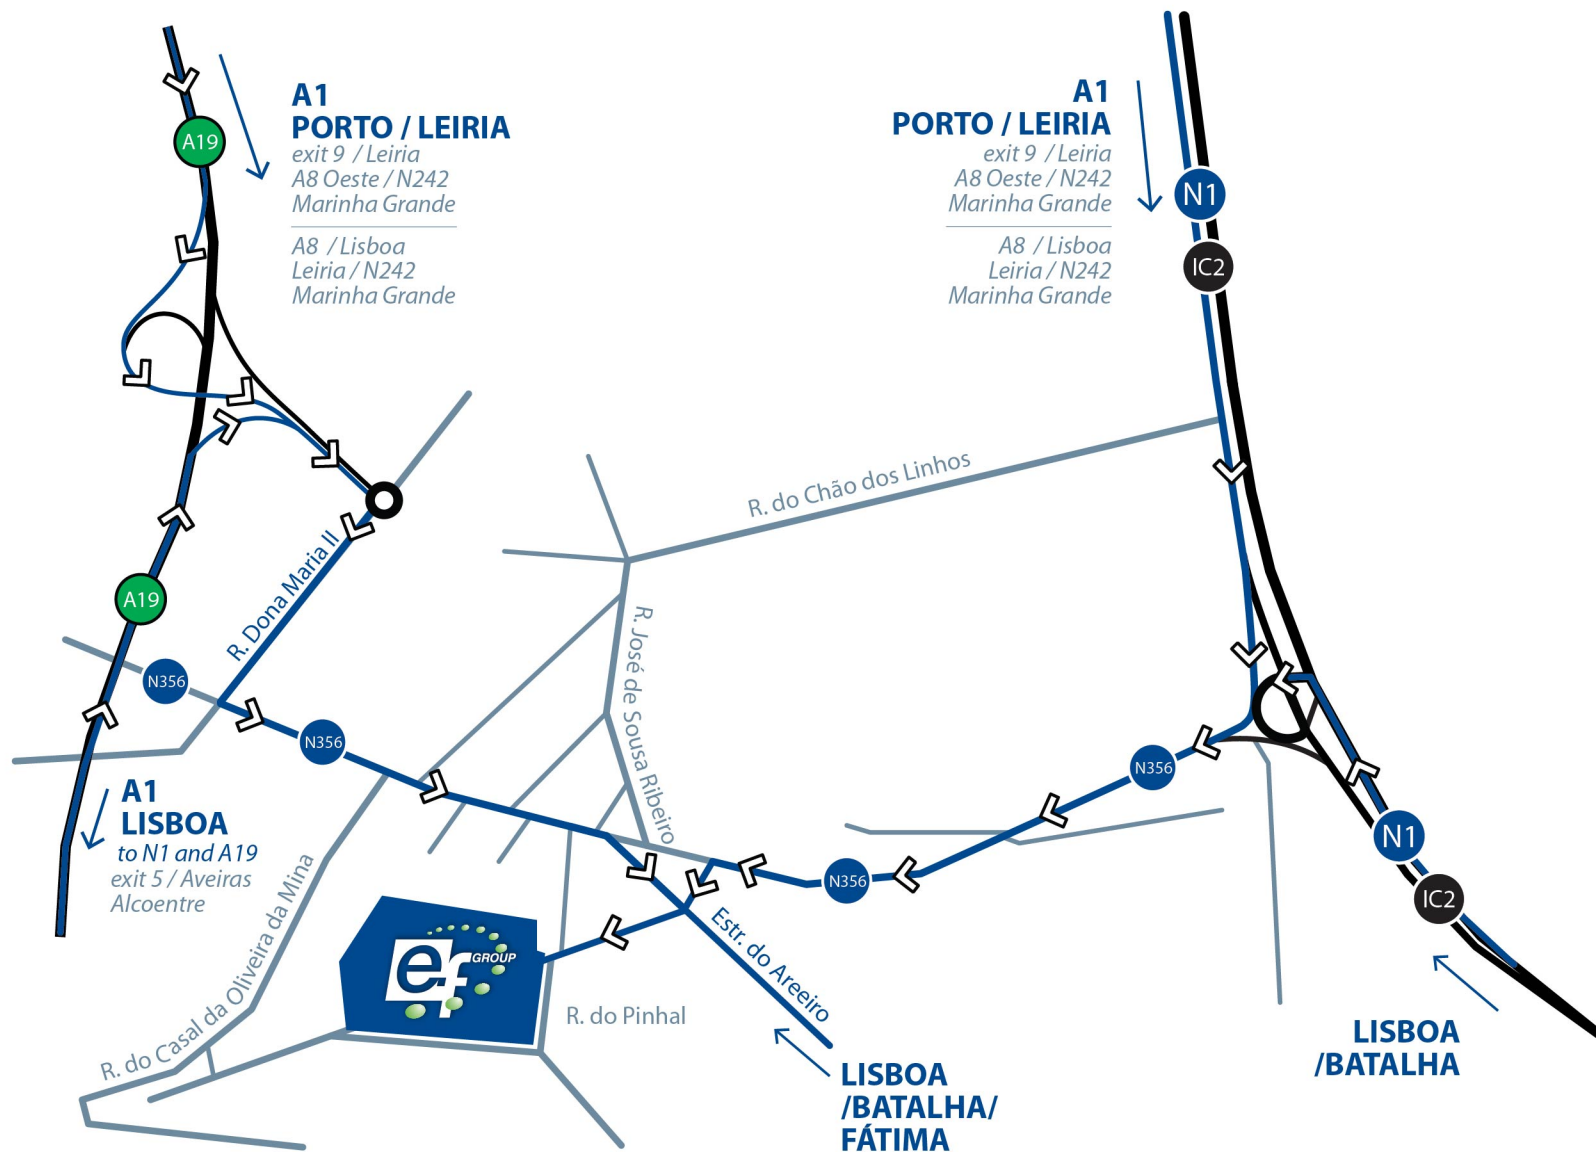 A1
PORTO / LEIRIA
exit 9 / Leiria
A8 Oeste / N242
Marinha Grande
A8 / Lisboa
Leiria / N242
Marinha Grande
A19
A1
PORTO / LEIRIA
exit 9 / Leiria
A8 Oeste / N242
Marinha Grande
A8 / Lisboa
Leiria / N242
Marinha Grande
N1
IC2
R. do Chão dos Linhos
R. Dona Maria II
A19
N356
N356
R. José de Sousa Ribeiro
N356
N356
A1
LISBOA
to N1 and A19
exit 5 / Aveiras
Alcoentre
N1
IC2
R. do Casal da Oliveira da Mina
ef
GROUP
Estr. do Areeiro
R. do Pinhal
LISBOA
/BATALHA
LISBOA
/BATALHA/
FÁTIMA